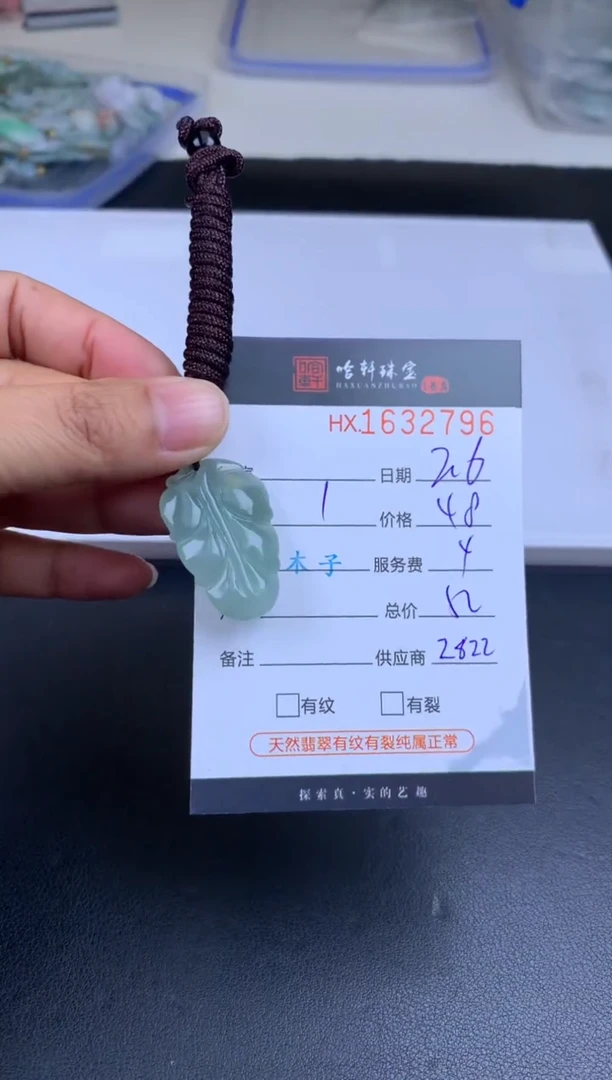 哈轩珠宝
HAXUANZHUBAO
HX.1632796
日期 26
1 价格 48
本子 服务费 4
总价 52
备注 供应商 2822
有纹 有裂
天然翡翠有纹有裂纯属正常
探索真·实的艺趣